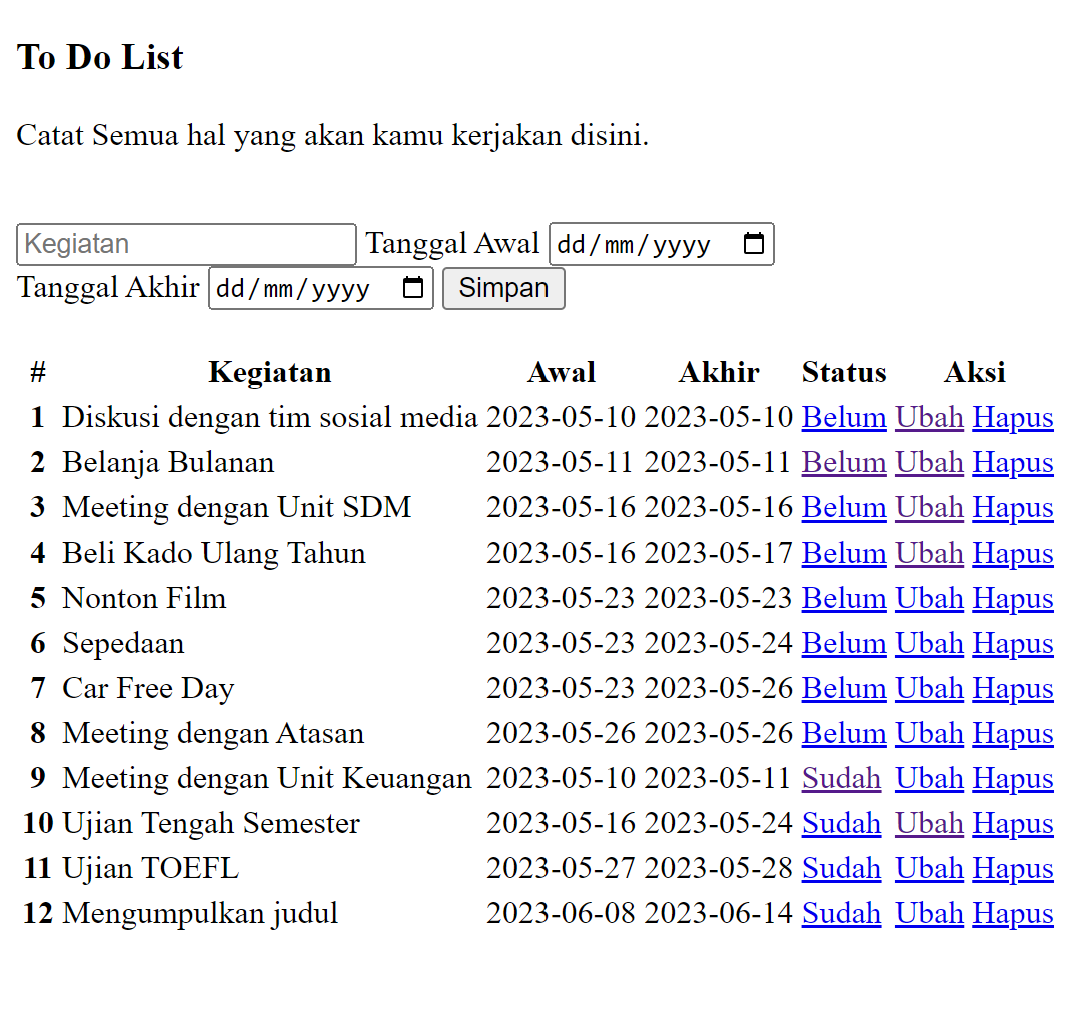 To Do List
Catat Semua hal yang akan kamu kerjakan disini.
Kegiatan Tanggal Awal dd/mm/yyyy
Tanggal Akhir dd/mm/yyyy Simpan
# Kegiatan Awal Akhir Status Aksi
1 Diskusi dengan tim sosial media 2023-05-10 2023-05-10 Belum Ubah Hapus
2 Belanja Bulanan 2023-05-11 2023-05-11 Belum Ubah Hapus
3 Meeting dengan Unit SDM 2023-05-16 2023-05-16 Belum Ubah Hapus
4 Beli Kado Ulang Tahun 2023-05-16 2023-05-17 Belum Ubah Hapus
5 Nonton Film 2023-05-23 2023-05-23 Belum Ubah Hapus
6 Sepedaan 2023-05-23 2023-05-24 Belum Ubah Hapus
7 Car Free Day 2023-05-23 2023-05-26 Belum Ubah Hapus
8 Meeting dengan Atasan 2023-05-26 2023-05-26 Belum Ubah Hapus
9 Meeting dengan Unit Keuangan 2023-05-10 2023-05-11 Sudah Ubah Hapus
10 Ujian Tengah Semester 2023-05-16 2023-05-24 Sudah Ubah Hapus
11 Ujian TOEFL 2023-05-27 2023-05-28 Sudah Ubah Hapus
12 Mengumpulkan judul 2023-06-08 2023-06-14 Sudah Ubah Hapus